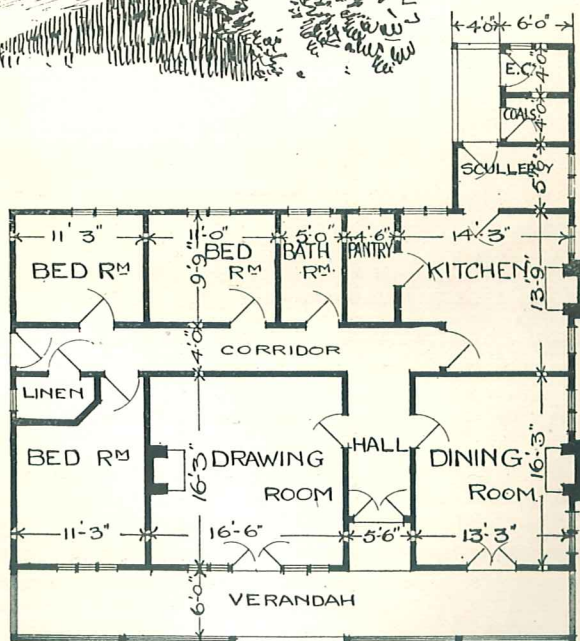 4'0" 6'0"
E.C. 4'0"
COALS 4'0"
SCULLERY 5'6"
11'3" 5'0" 4'6" 14'3"
BED RM 9'9" BED RM BATH RM. PANTRY KITCHEN 13'9"
4'0" CORRIDOR
LINEN
BED RM 16'3" DRAWING ROOM HALL DINING ROOM 16'-3"
11'-3" 16'-6" 5'6" 13'3"
6'0" VERANDAH